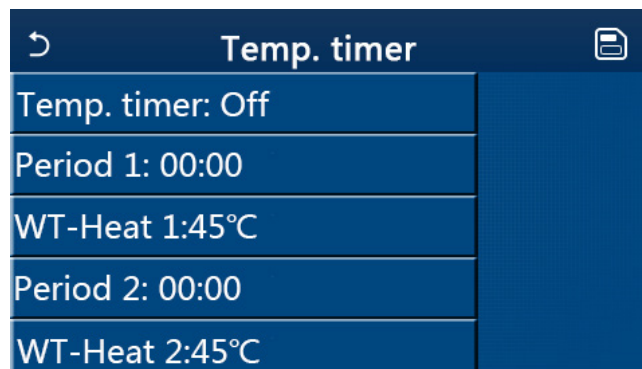 Temp. timer
Temp. timer: Off
Period 1: 00:00
WT-Heat 1:45℃
Period 2: 00:00
WT-Heat 2:45℃